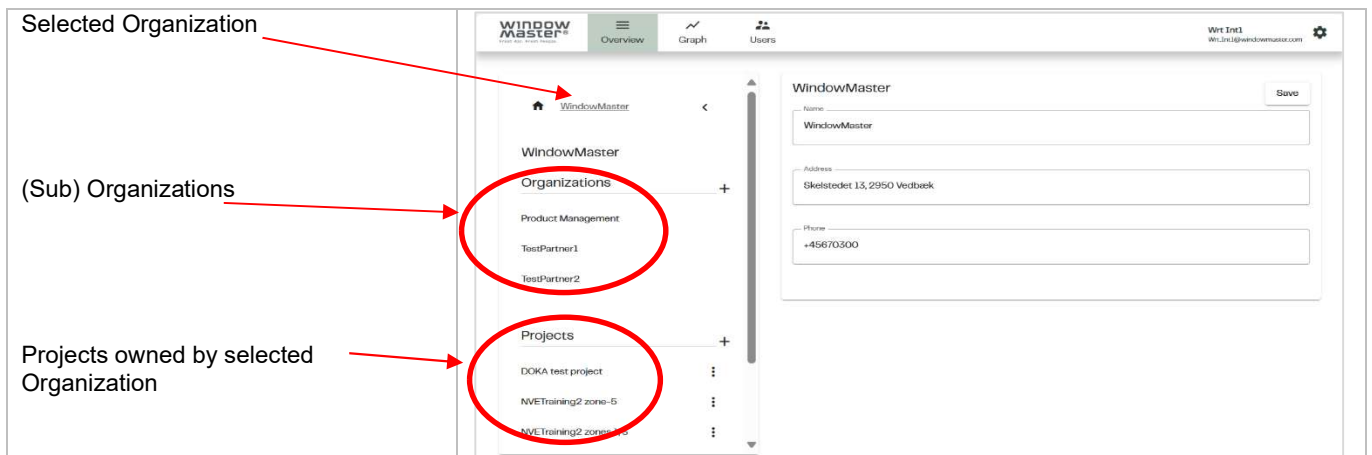 Selected Organization
(Sub) Organizations
Projects owned by selected
Organization
WINDOW
Master®
Overview
Graph
Users
Wrt Int1
Wrt.Int1@windowmaster.com
WindowMaster
WindowMaster
Organizations
Product Management
TestPartner1
TestPartner2
Projects
DOKA test project
NVETraining2 zone-5
NVETraining2
WindowMaster
Save
Name
WindowMaster
Address
Skelstedet 13, 2950 Vedbæk
Phone
+45670300